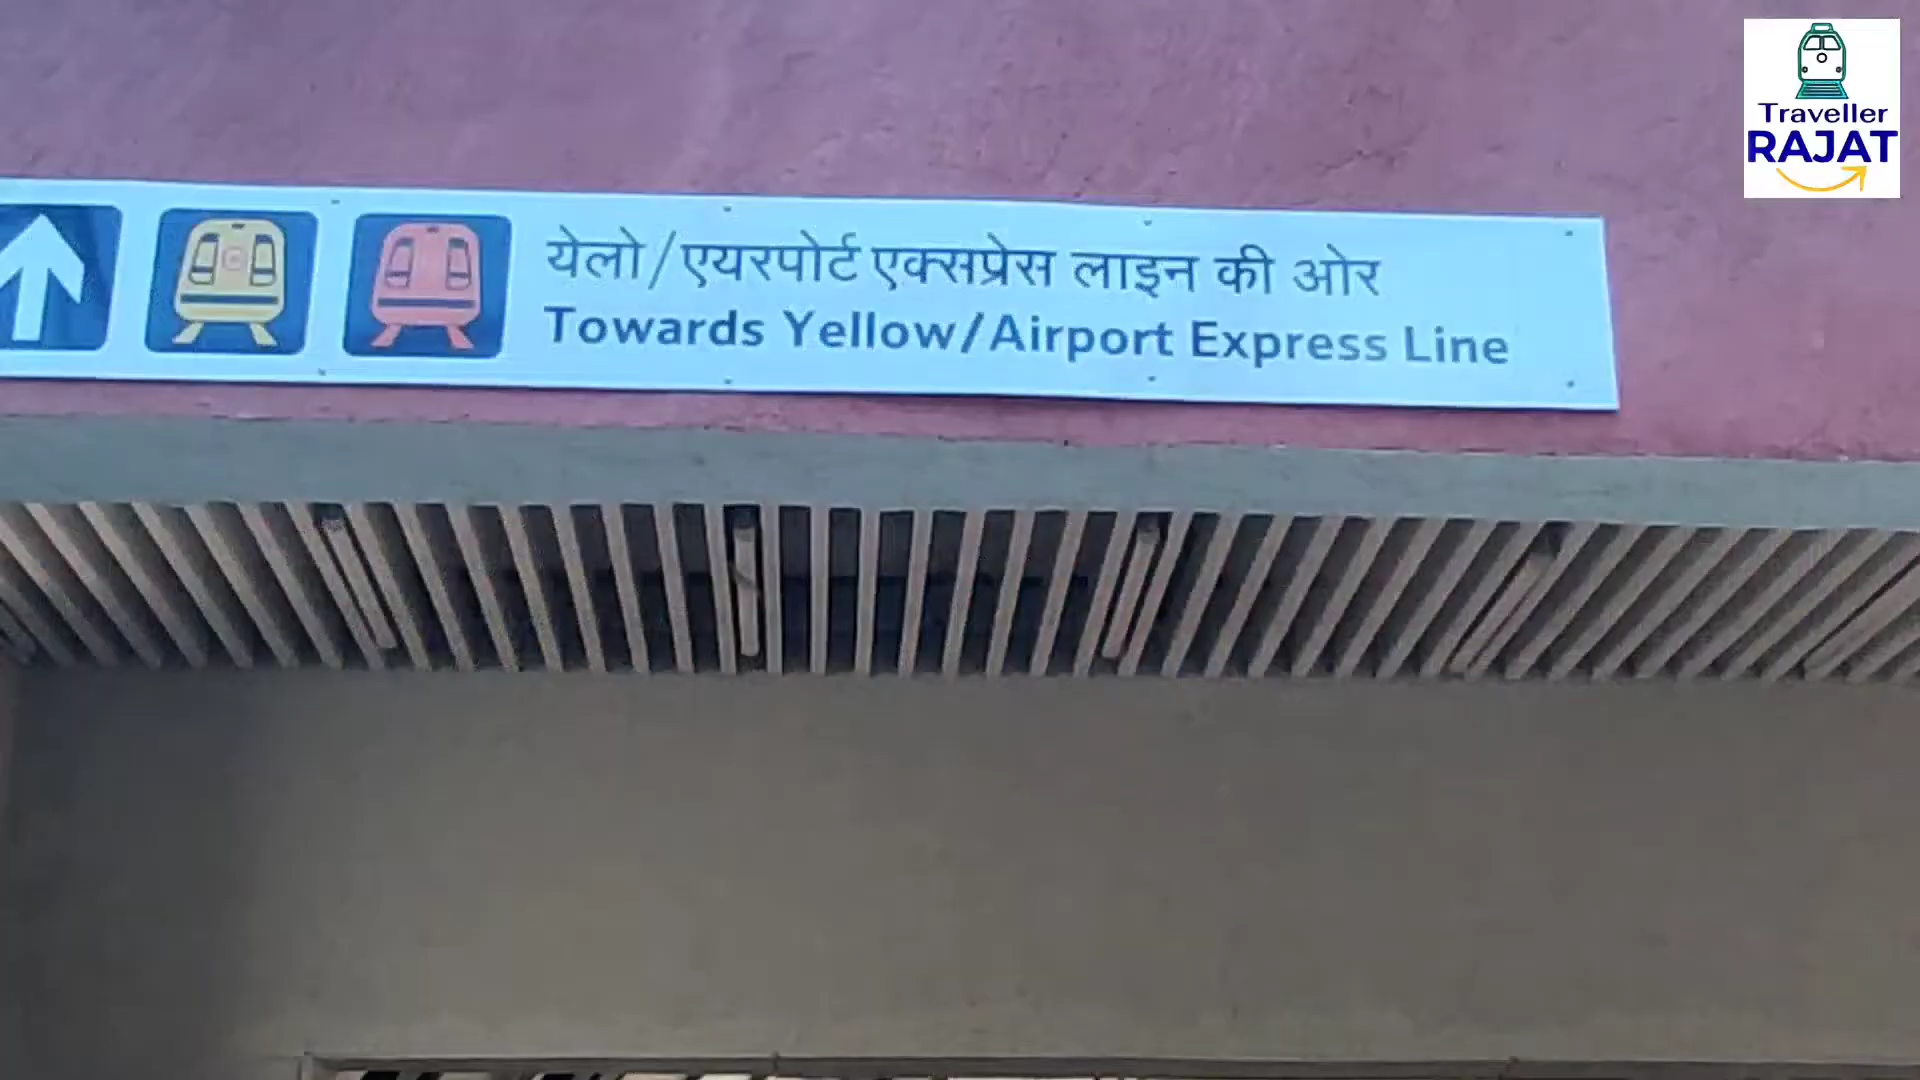 Traveller
RAJAT
येलो/एयरपोर्ट एक्सप्रेस लाइन की ओर
Towards Yellow/Airport Express Line